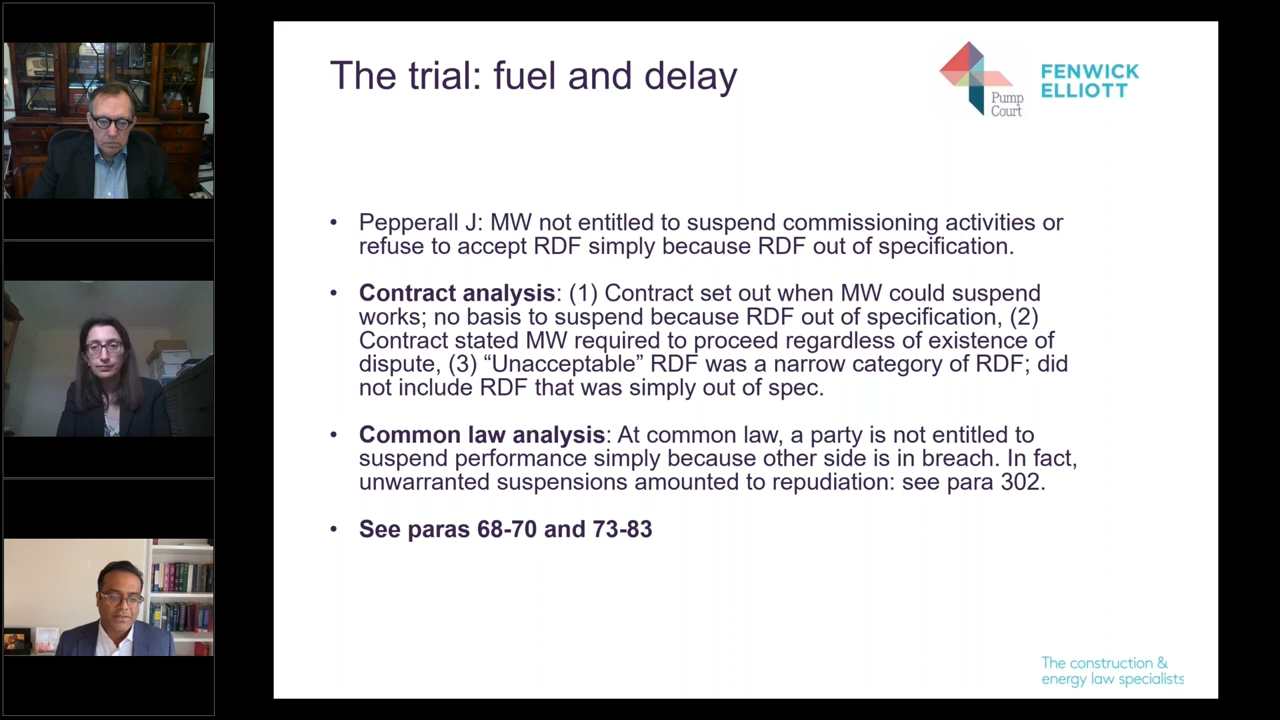 The trial: fuel and delay
Pump
Court
FENWICK
ELLIOTT
• Pepperall J: MW not entitled to suspend commissioning activities or
refuse to accept RDF simply because RDF out of specification.
• Contract analysis: (1) Contract set out when MW could suspend
works; no basis to suspend because RDF out of specification, (2)
Contract stated MW required to proceed regardless of existence of
dispute, (3) “Unacceptable” RDF was a narrow category of RDF; did
not include RDF that was simply out of spec.
• Common law analysis: At common law, a party is not entitled to
suspend performance simply because other side is in breach. In fact,
unwarranted suspensions amounted to repudiation: see para 302.
• See paras 68-70 and 73-83
The construction &
energy law specialists